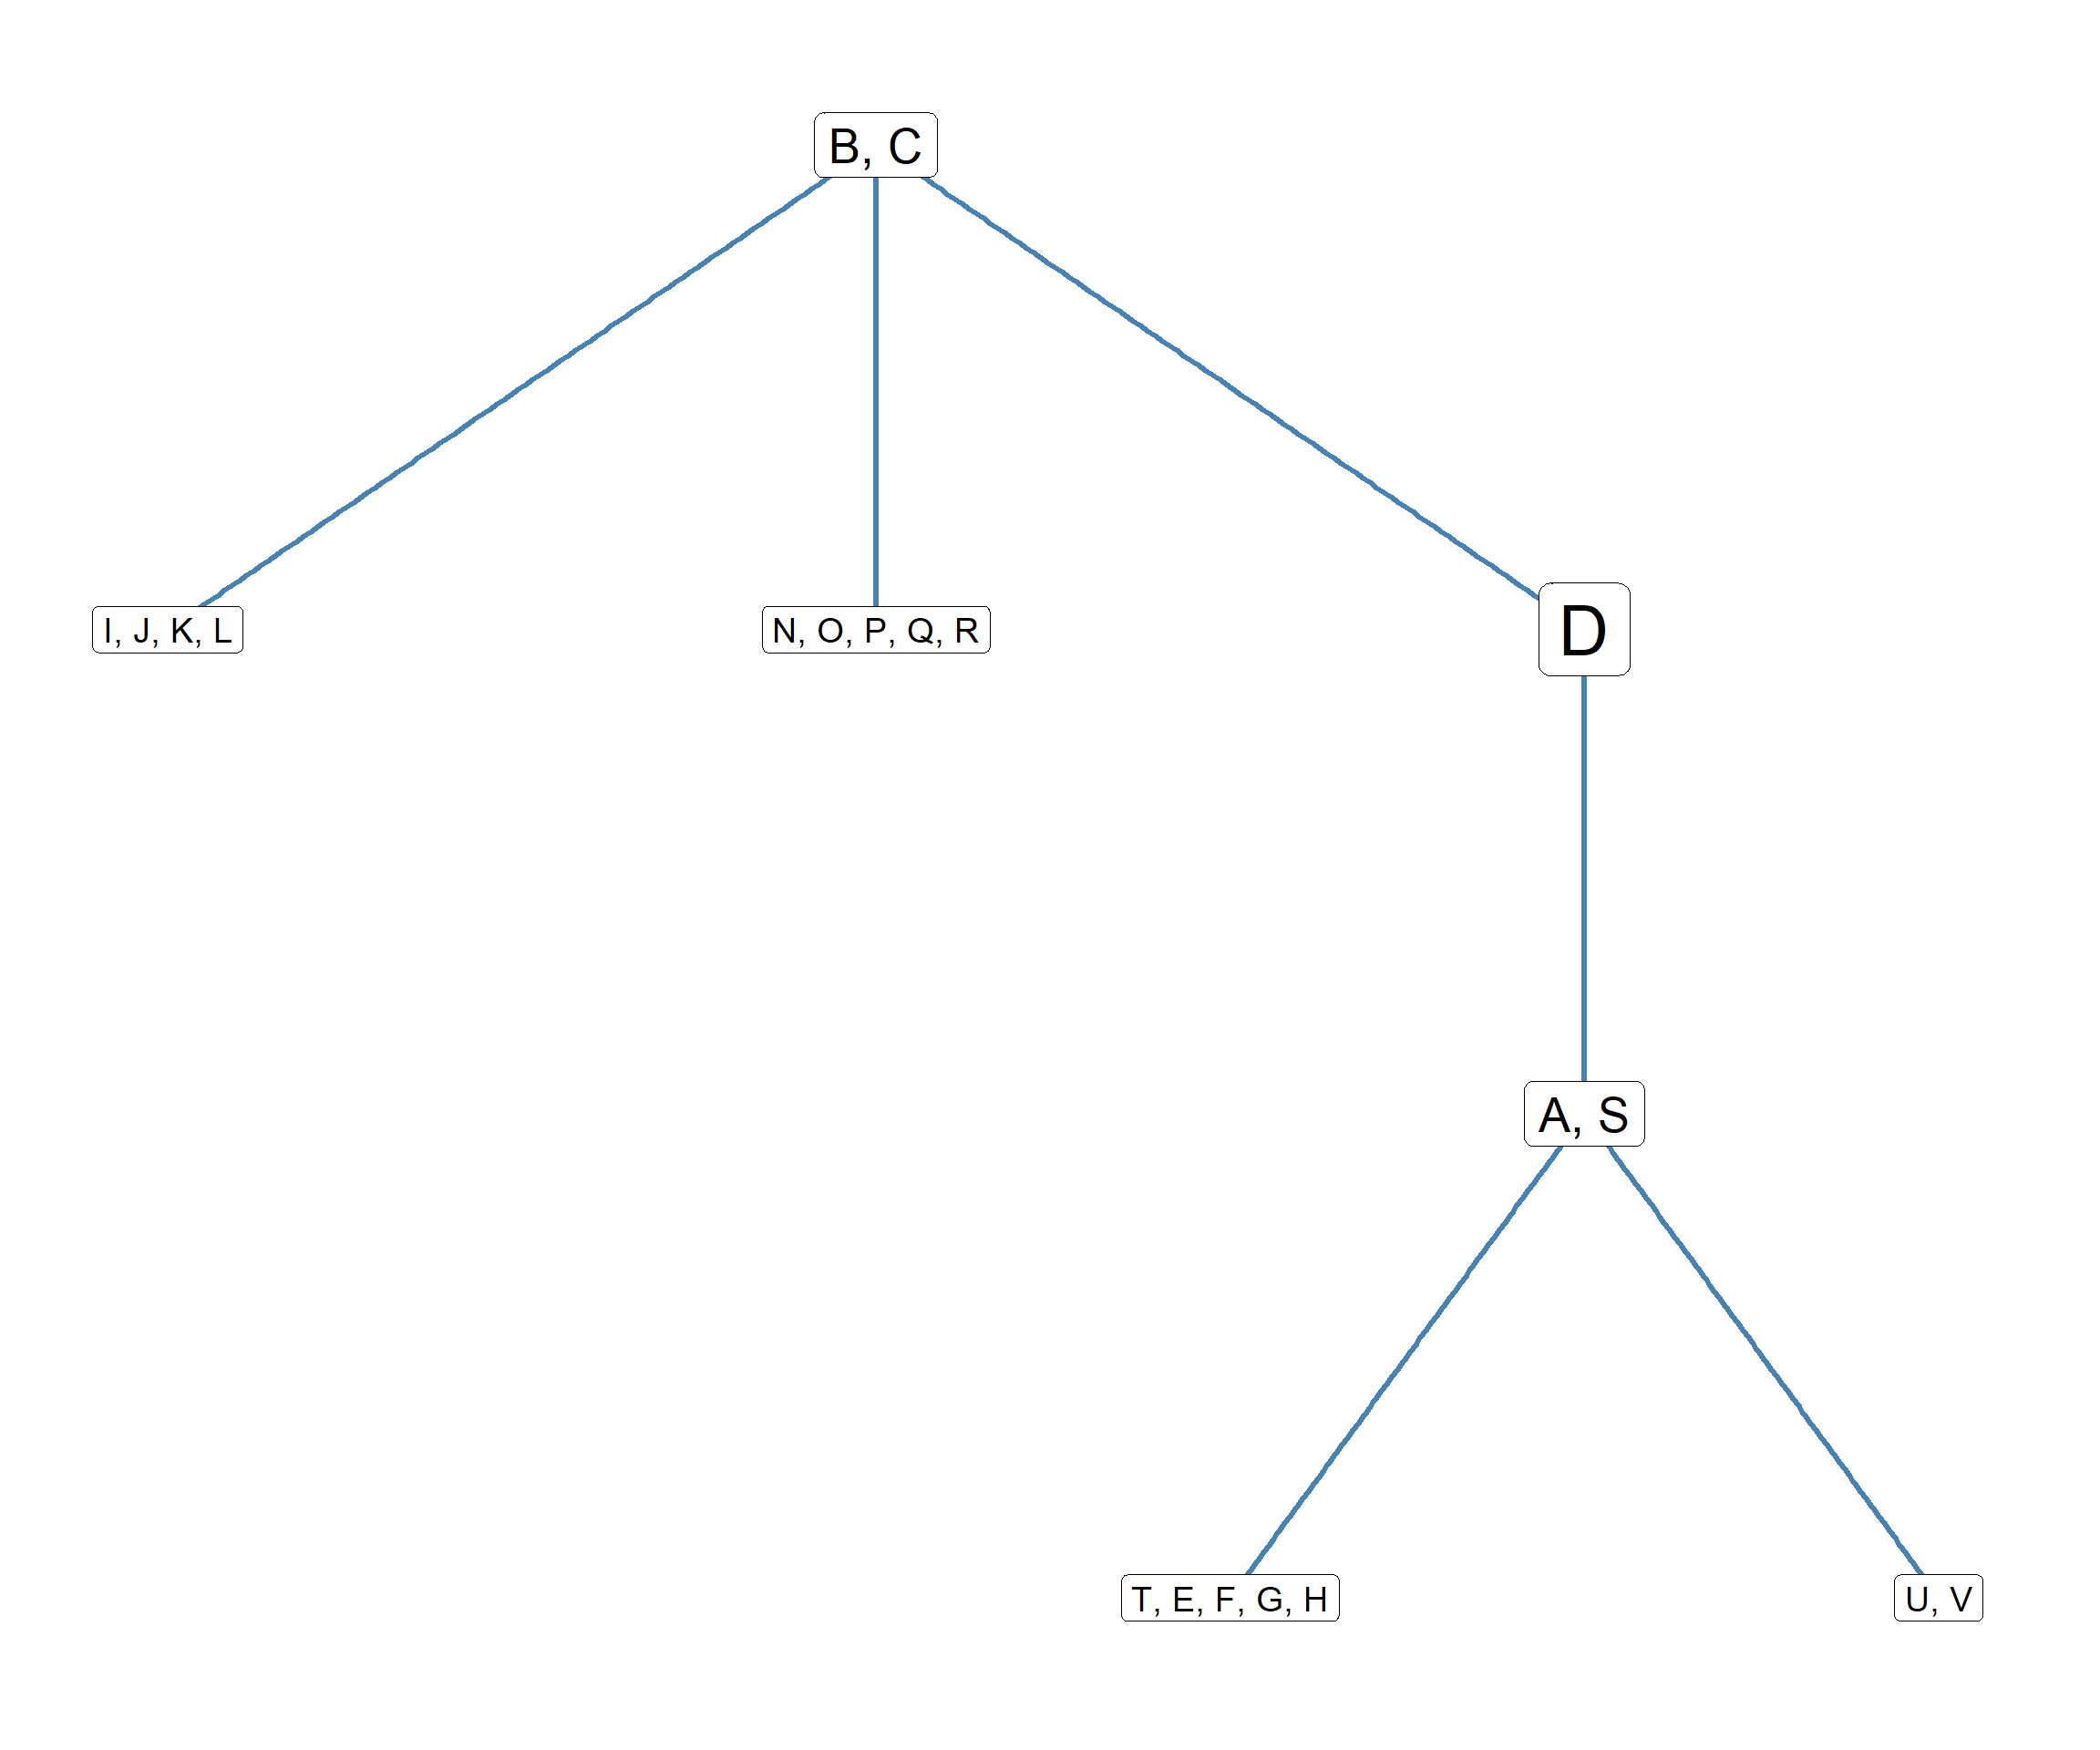 B, C
I, J, K, L
N, O, P, Q, R
D
A, S
T, E, F, G, H
U, V